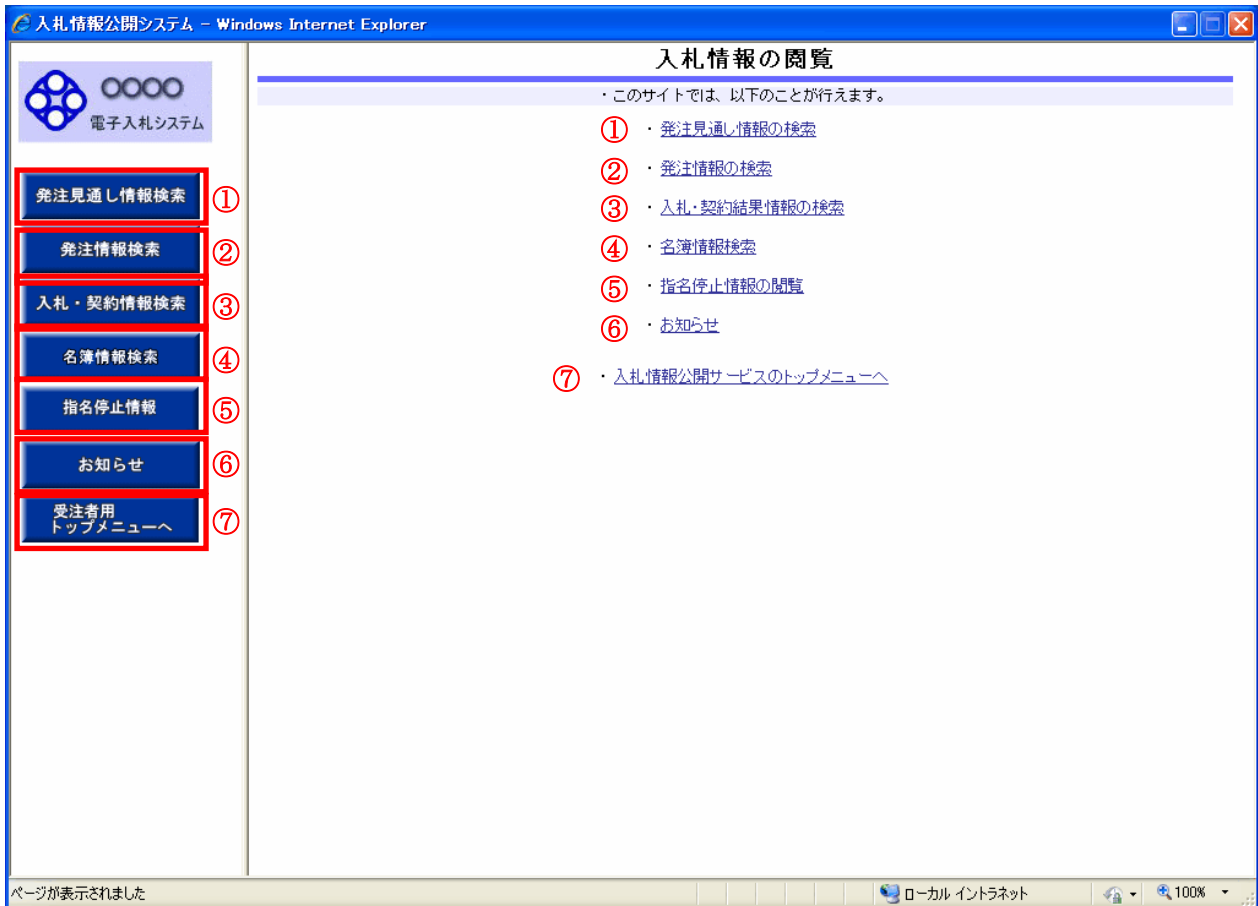 入札情報公開システム - Windows Internet Explorer
〇〇〇〇
電子入札システム
発注見通し情報検索 ①
発注情報検索 ②
入札・契約情報検索 ③
名簿情報検索 ④
指名停止情報 ⑤
お知らせ ⑥
受注者用
トップメニューへ ⑦
入札情報の閲覧
・このサイトでは、以下のことが行えます。
① ・発注見通し情報の検索
② ・発注情報の検索
③ ・入札・契約結果情報の検索
④ ・名簿情報検索
⑤ ・指名停止情報の閲覧
⑥ ・お知らせ
⑦ ・入札情報公開サービスのトップメニューへ
ページが表示されました
ローカル イントラネット
100%